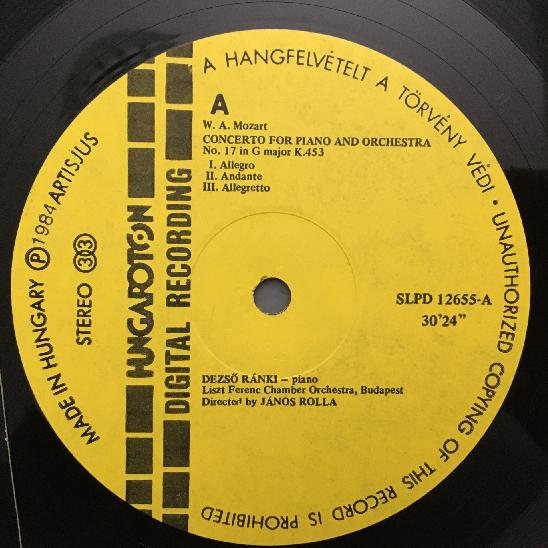 A HANGFELVÉTELT A TÖRVÉNY VÉDI • UNAUTHORIZED COPYING OF THIS RECORD IS PROHIBITED
MADE IN HUNGARY Ⓟ 1984 ARTISJUS
STEREO 33
HUNGAROTON
DIGITAL RECORDING
A
W. A. Mozart
CONCERTO FOR PIANO AND ORCHESTRA
No. 17 in G major K.453
I. Allegro
II. Andante
III. Allegretto
SLPD 12655-A
30'24"
DEZSŐ RÁNKI – piano
Liszt Ferenc Chamber Orchestra, Budapest
Directed by JÁNOS ROLLA